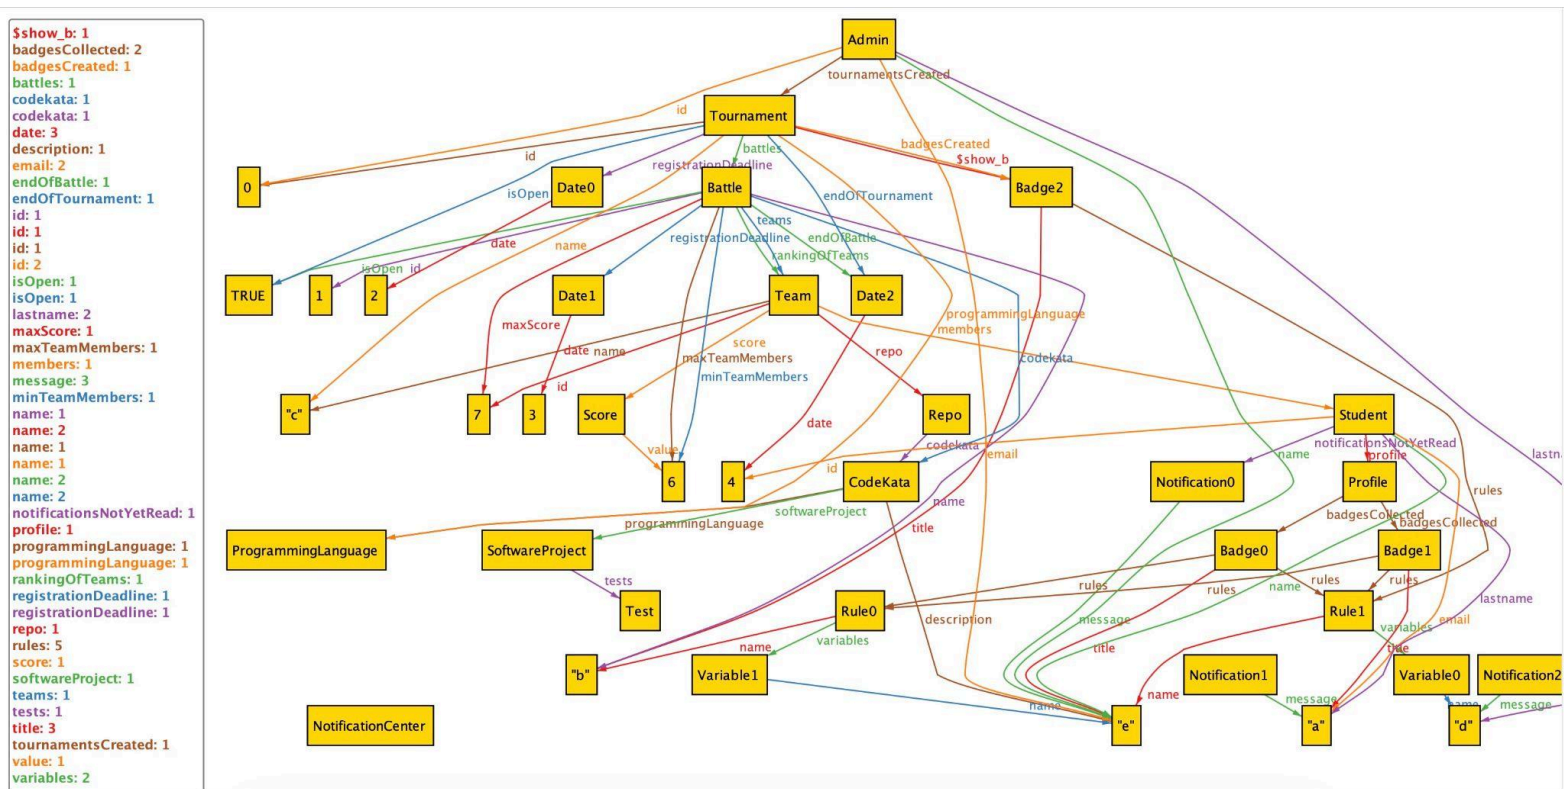 $show_b: 1
badgesCollected: 2
badgesCreated: 1
battles: 1
codekata: 1
codekata: 1
date: 3
description: 1
email: 2
endOfBattle: 1
endOfTournament: 1
id: 1
id: 1
id: 1
id: 2
isOpen: 1
isOpen: 1
lastname: 2
maxScore: 1
maxTeamMembers: 1
members: 1
message: 3
minTeamMembers: 1
name: 1
name: 2
name: 1
name: 1
name: 2
name: 2
notificationsNotYetRead: 1
profile: 1
programmingLanguage: 1
programmingLanguage: 1
rankingOfTeams: 1
registrationDeadline: 1
registrationDeadline: 1
repo: 1
rules: 5
score: 1
softwareProject: 1
teams: 1
tests: 1
title: 3
tournamentsCreated: 1
value: 1
variables: 2
Admin
tournamentsCreated
id
Tournament
badgesCreated
battles
id
registrationDeadline
$show_b
0
isOpen
Date0
Battle
endOfTournament
Badge2
teams
date
name
registrationDeadline
endOfBattle
rankingOfTeams
isOpen
id
TRUE
1
2
Date1
Team
Date2
maxScore
programmingLanguage
members
score
date
name
maxTeamMembers
repo
codekata
minTeamMembers
id
"c"
7
3
Score
date
Repo
Student
value
codekata
email
name
notificationsNotYetRead
profile
lastn
id
6
4
CodeKata
Notification0
Profile
rules
name
softwareProject
badgesCollected
badgesCollected
programmingLanguage
title
ProgrammingLanguage
SoftwareProject
Badge0
Badge1
tests
rules
rules
rules
rules
name
lastname
Test
Rule0
Rule1
description
message
variables
email
name
variables
title
title
"b"
Variable1
Notification1
Variable0
Notification2
name
name
message
name
message
NotificationCenter
"e"
"a"
"d"